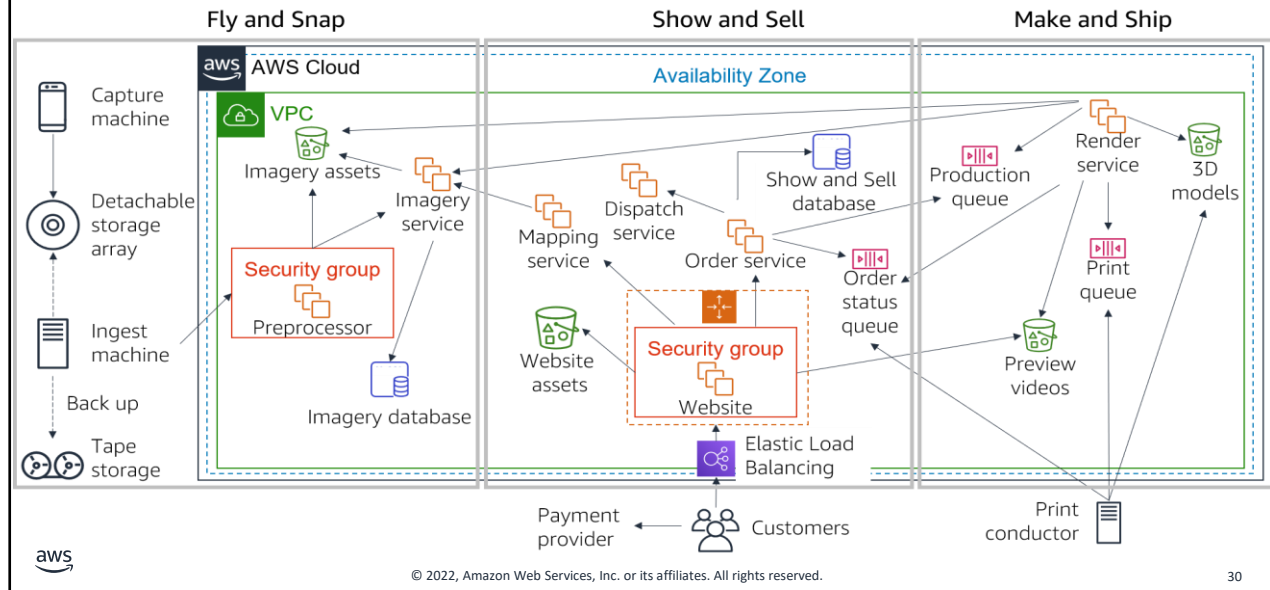 Fly and Snap
Show and Sell
Make and Ship
aws
AWS Cloud
Availability Zone
VPC
Capture
machine
Detachable
storage
array
Ingest
machine
Back up
Tape
storage
Imagery assets
Imagery
service
Security group
Preprocessor
Imagery database
Mapping
service
Dispatch
service
Show and Sell
database
Order service
Order
status
queue
Website
assets
Security group
Website
Elastic Load
Balancing
Payment
provider
Customers
Production
queue
Render
service
3D
models
Print
queue
Preview
videos
Print
conductor
aws
© 2022, Amazon Web Services, Inc. or its affiliates. All rights reserved.
30